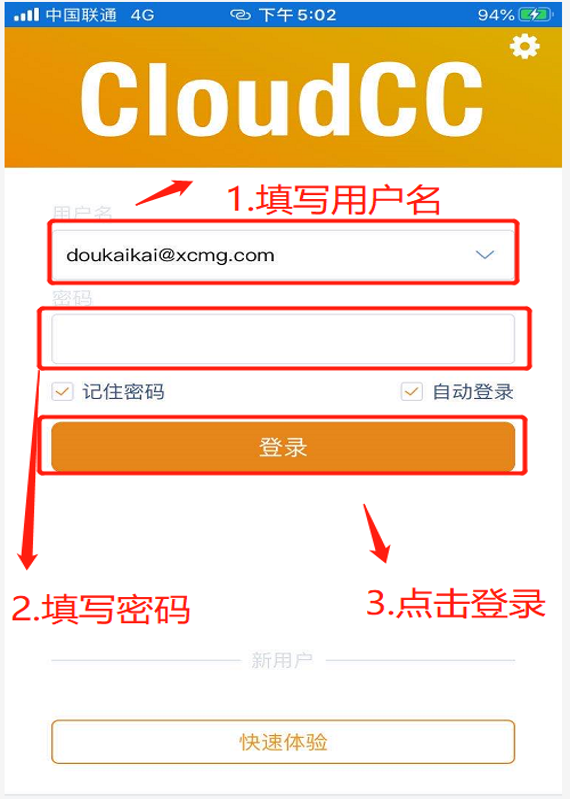 中国联通 4G 下午5:02 94%
CloudCC
用户名
1.填写用户名
doukaikai@xcmg.com
密码
记住密码 自动登录
登录
2.填写密码
3.点击登录
新用户
快速体验